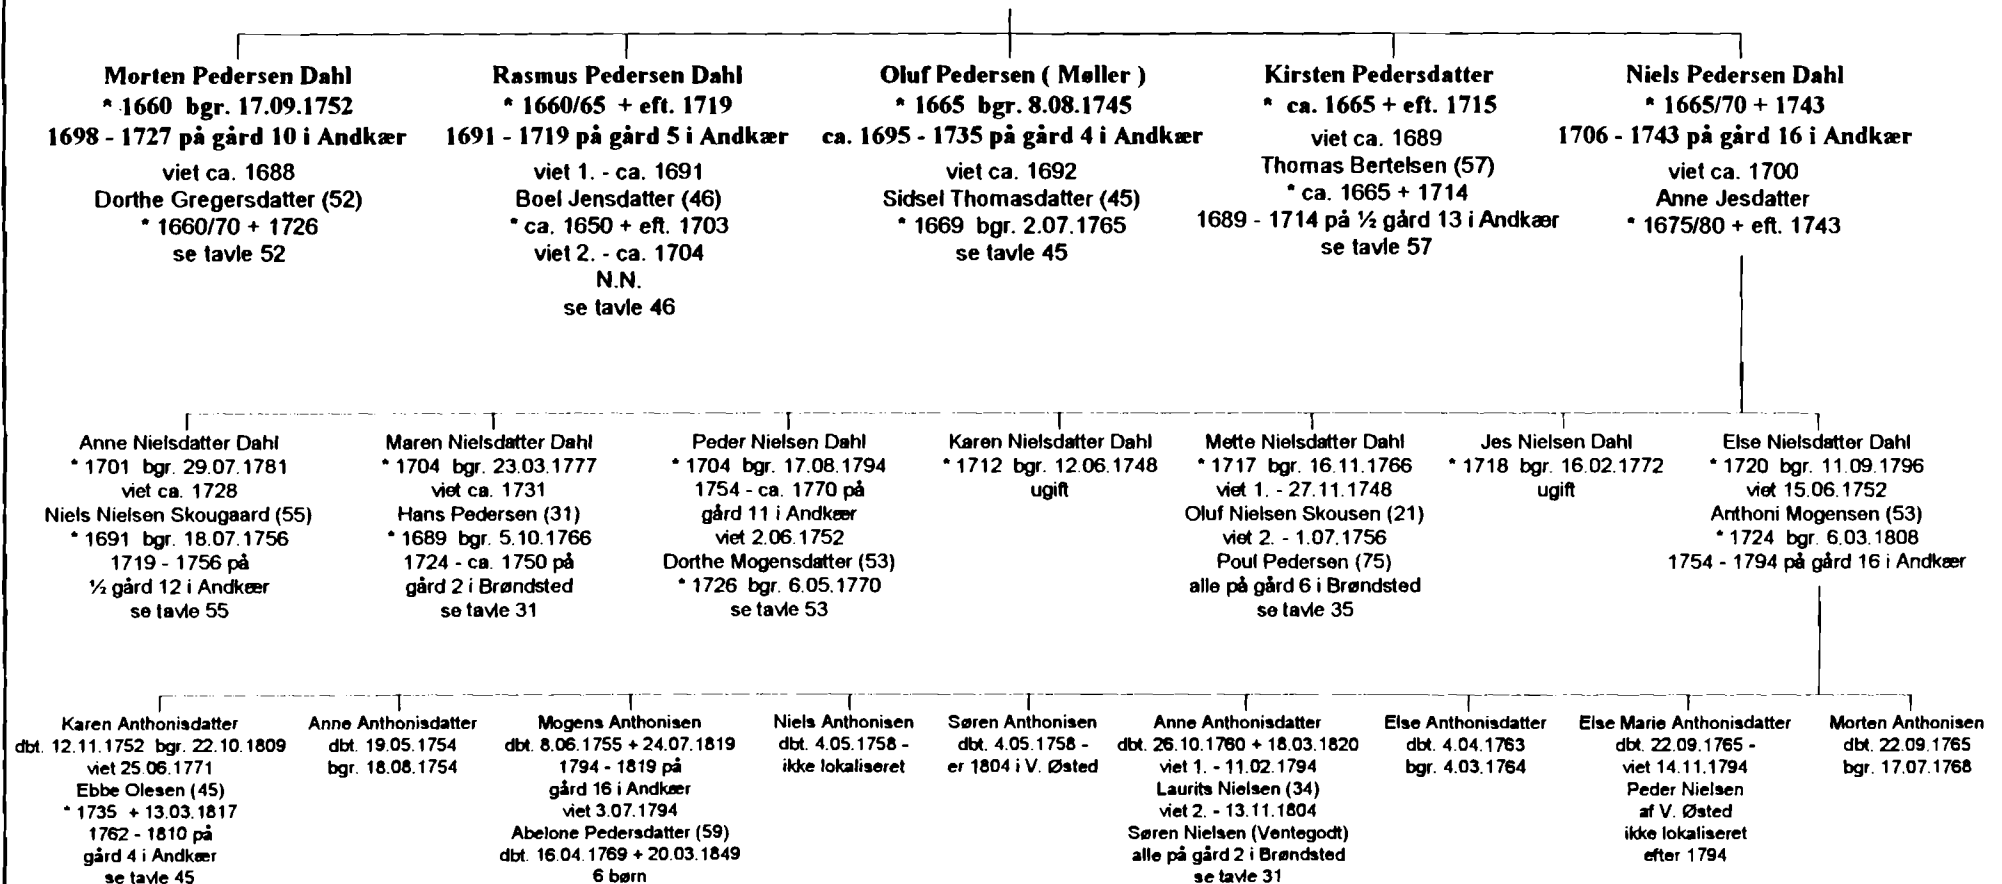 Morten Pedersen Dahl
* 1660 bgr. 17.09.1752
1698 - 1727 på gård 10 i Andkær
viet ca. 1688
Dorthe Gregersdatter (52)
* 1660/70 + 1726
se tavle 52
Rasmus Pedersen Dahl
* 1660/65 + eft. 1719
1691 - 1719 på gård 5 i Andkær
viet 1. - ca. 1691
Boel Jensdatter (46)
* ca. 1650 + eft. 1703
viet 2. - ca. 1704
N.N.
se tavle 46
Oluf Pedersen ( Møller )
* 1665 bgr. 8.08.1745
ca. 1695 - 1735 på gård 4 i Andkær
viet ca. 1692
Sidsel Thomasdatter (45)
* 1669 bgr. 2.07.1765
se tavle 45
Kirsten Pedersdatter
* ca. 1665 + eft. 1715
viet ca. 1689
Thomas Bertelsen (57)
* ca. 1665 + 1714
1689 - 1714 på ½ gård 13 i Andkær
se tavle 57
Niels Pedersen Dahl
* 1665/70 + 1743
1706 - 1743 på gård 16 i Andkær
viet ca. 1700
Anne Jesdatter
* 1675/80 + eft. 1743
Anne Nielsdatter Dahl
* 1701 bgr. 29.07.1781
viet ca. 1728
Niels Nielsen Skougaard (55)
* 1691 bgr. 18.07.1756
1719 - 1756 på
½ gård 12 i Andkær
se tavle 55
Maren Nielsdatter Dahl
* 1704 bgr. 23.03.1777
viet ca. 1731
Hans Pedersen (31)
* 1689 bgr. 5.10.1766
1724 - ca. 1750 på
gård 2 i Brøndsted
se tavle 31
Peder Nielsen Dahl
* 1704 bgr. 17.08.1794
1754 - ca. 1770 på
gård 11 i Andkær
viet 2.06.1752
Dorthe Mogensdatter (53)
* 1726 bgr. 6.05.1770
se tavle 53
Karen Nielsdatter Dahl
* 1712 bgr. 12.06.1748
ugift
Mette Nielsdatter Dahl
* 1717 bgr. 16.11.1766
viet 1. - 27.11.1748
Oluf Nielsen Skousen (21)
viet 2. - 1.07.1756
Poul Pedersen (75)
alle på gård 6 i Brøndsted
se tavle 35
Jes Nielsen Dahl
* 1718 bgr. 16.02.1772
ugift
Else Nielsdatter Dahl
* 1720 bgr. 11.09.1796
viet 15.06.1752
Anthoni Mogensen (53)
* 1724 bgr. 6.03.1808
1754 - 1794 på gård 16 i Andkær
Karen Anthonisdatter
dbt. 12.11.1752 bgr. 22.10.1809
viet 25.06.1771
Ebbe Olesen (45)
* 1735 + 13.03.1817
1762 - 1810 på
gård 4 i Andkær
se tavle 45
Anne Anthonisdatter
dbt. 19.05.1754
bgr. 18.08.1754
Mogens Anthonisen
dbt. 8.06.1755 + 24.07.1819
1794 - 1819 på
gård 16 i Andkær
viet 3.07.1794
Abelone Pedersdatter (59)
dbt. 16.04.1769 + 20.03.1849
6 børn
Niels Anthonisen
dbt. 4.05.1758 -
ikke lokaliseret
Søren Anthonisen
dbt. 4.05.1758 -
er 1804 i V. Østed
Anne Anthonisdatter
dbt. 26.10.1760 + 18.03.1820
viet 1. - 11.02.1794
Laurits Nielsen (34)
viet 2. - 13.11.1804
Søren Nielsen (Ventegodt)
alle på gård 2 i Brøndsted
se tavle 31
Else Anthonisdatter
dbt. 4.04.1763
bgr. 4.03.1764
Else Marie Anthonisdatter
dbt. 22.09.1765 -
viet 14.11.1794
Peder Nielsen
af V. Østed
ikke lokaliseret
efter 1794
Morten Anthonisen
dbt. 22.09.1765
bgr. 17.07.1768